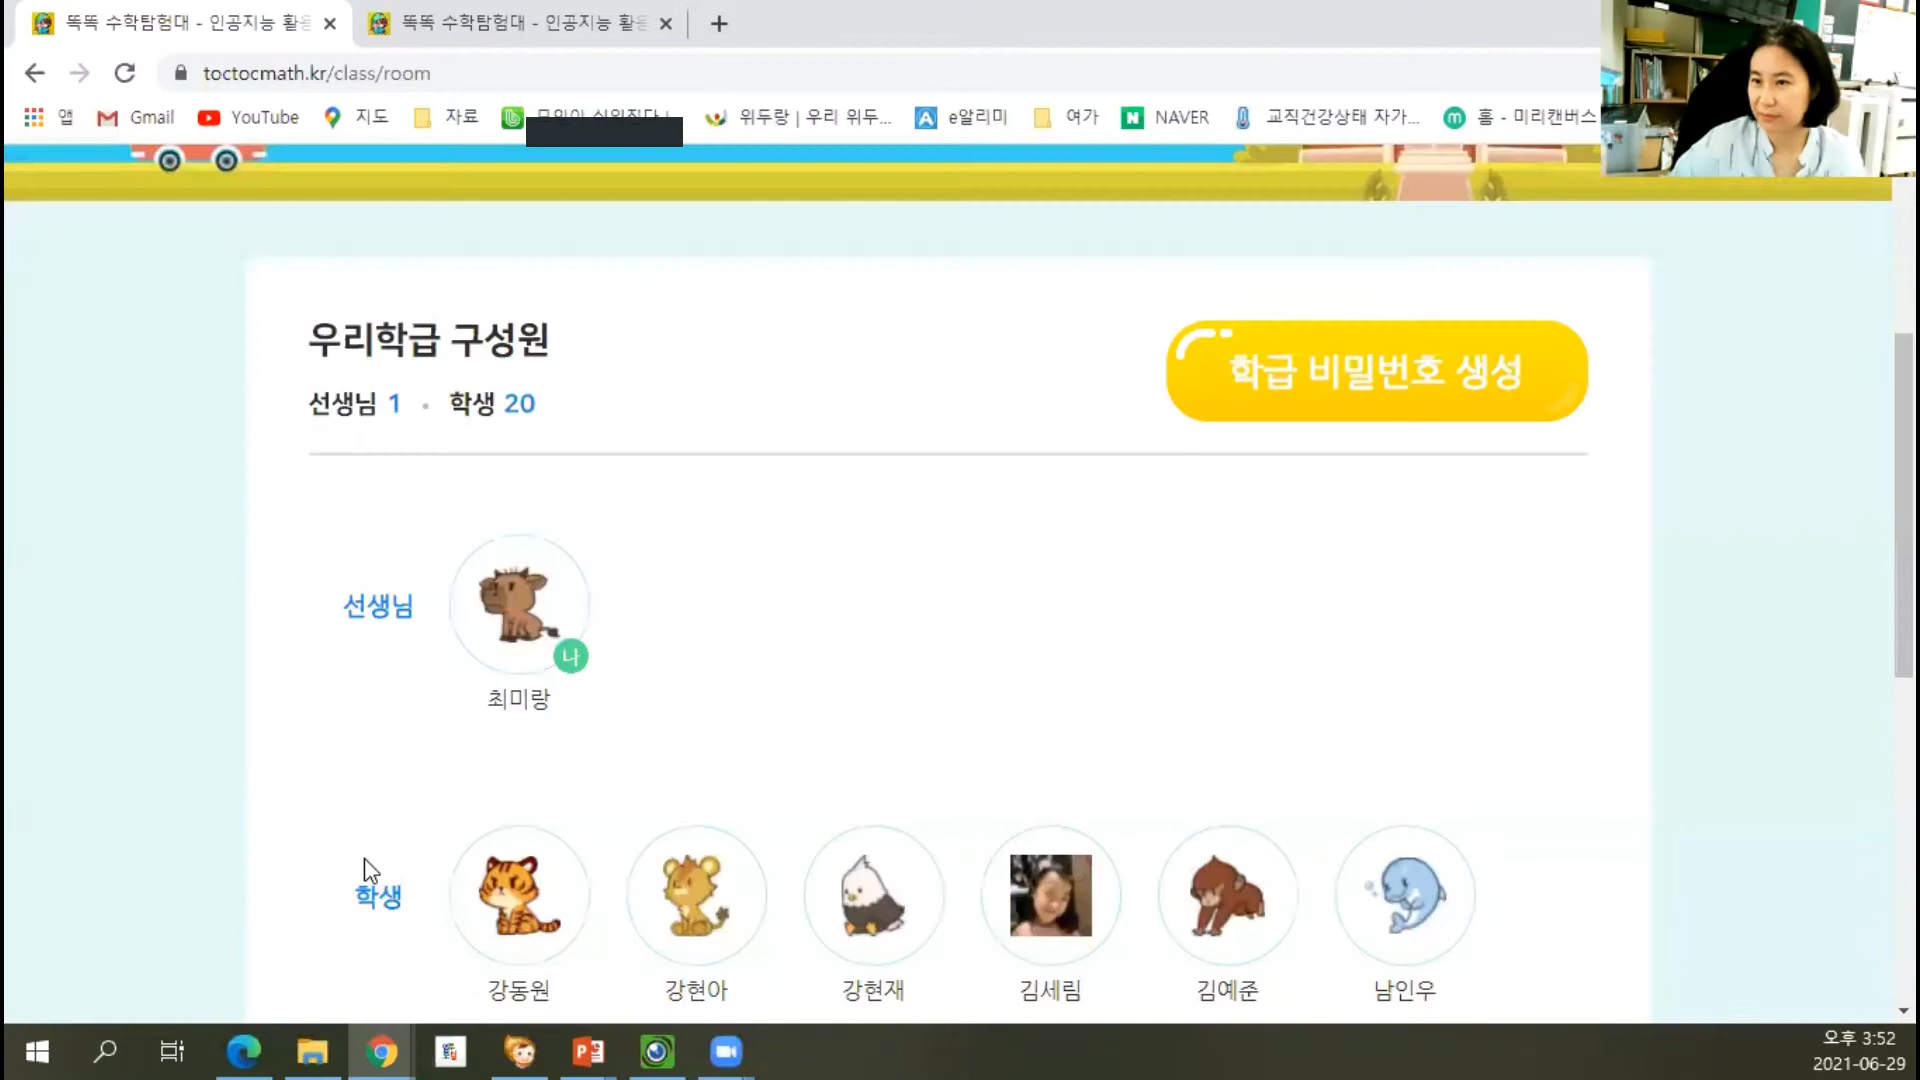 똑똑 수학탐험대 - 인공지능 활
똑똑 수학탐험대 - 인공지능 활
toctocmath.kr/class/room
앱 Gmail YouTube 지도 자료 위두랑 | 우리 위두... e알리미 여가 NAVER 교직건강상태 자가... 홈 - 미리캔버스
우리학급 구성원
학급 비밀번호 생성
선생님 1 · 학생 20
선생님
나
최미랑
학생
강동원 강현아 강현재 김세림 김예준 남인우
오후 3:52
2021-06-29